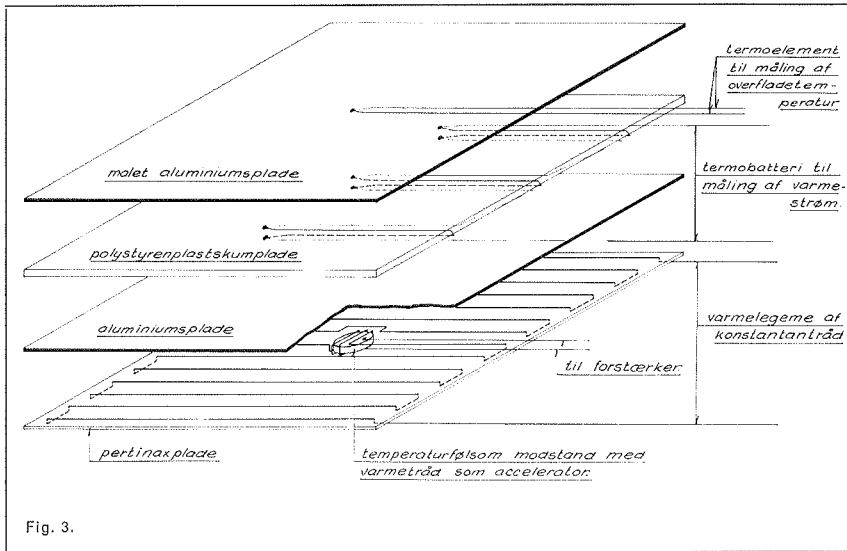 termoelement
til måling af
overfladetem-
peratur
malet aluminiumsplade
termobatteri til
måling af varme-
strøm.
polystyrenplastskumplade
varmelegeme af
konstantantråd
aluminiumsplade
til forstærker.
pertinaxplade
temperaturfølsom modstand med
varmetråd som accelerator.
Fig. 3.